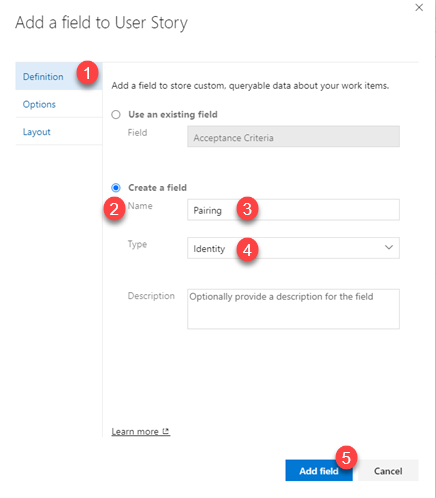 Add a field to User Story
Definition 1
Options
Layout
Add a field to store custom, queryable data about your work items.
Use an existing field
Field Acceptance Criteria
Create a field
2 Name Pairing 3
Type Identity 4
Description Optionally provide a description for the field
Learn more
5
Add field Cancel